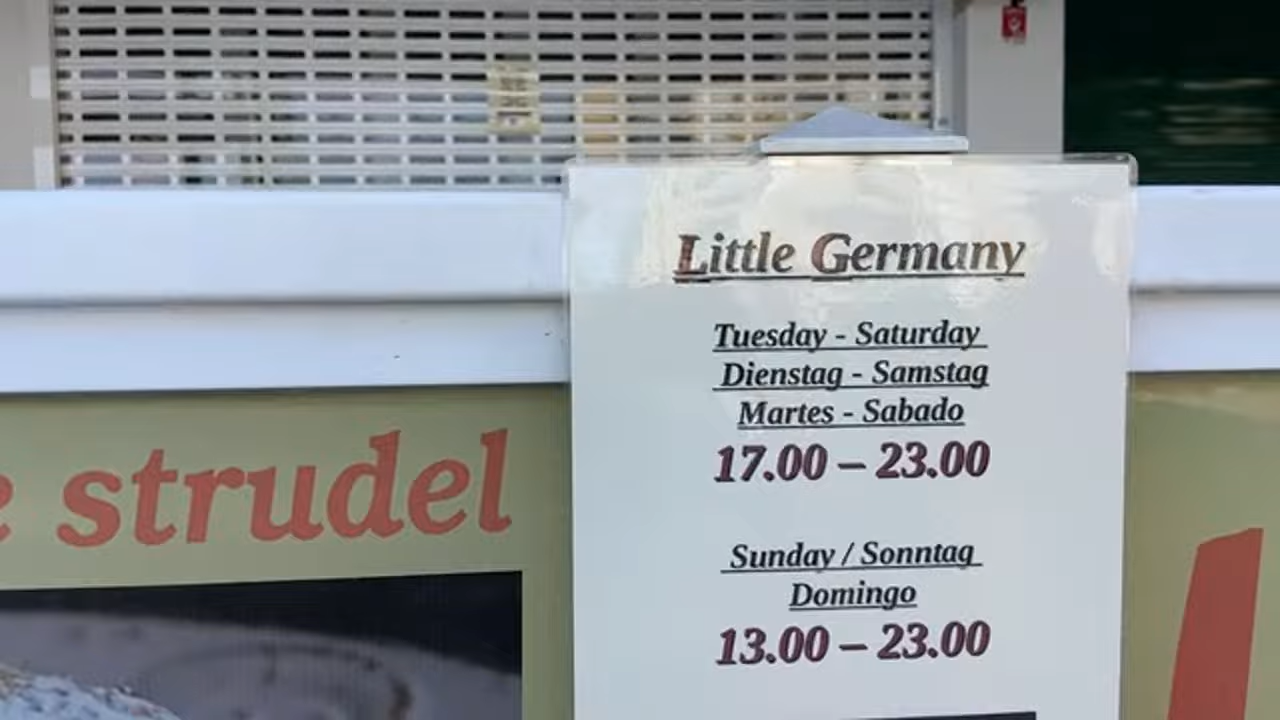 Little Germany
Tuesday - Saturday
Dienstag - Samstag
Martes - Sabado
17.00 – 23.00
Sunday / Sonntag
Domingo
13.00 – 23.00
strudel